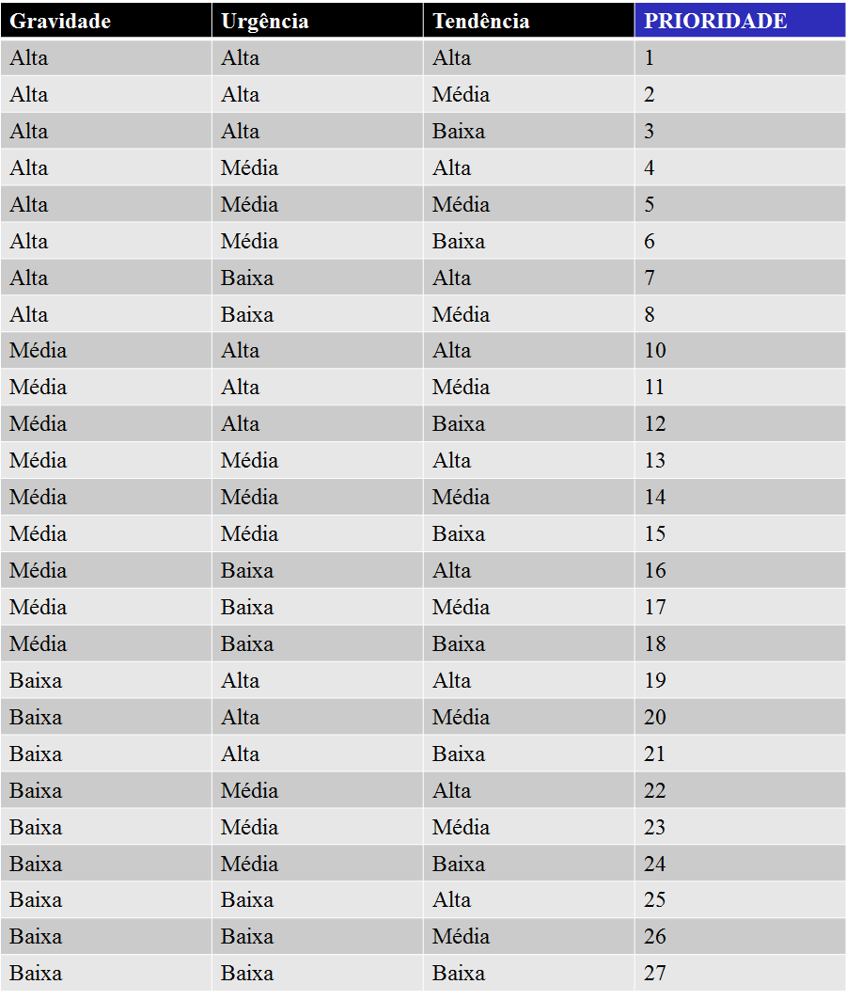 Gravidade Urgência Tendência PRIORIDADE
Alta Alta Alta 1
Alta Alta Média 2
Alta Alta Baixa 3
Alta Média Alta 4
Alta Média Média 5
Alta Média Baixa 6
Alta Baixa Alta 7
Alta Baixa Média 8
Média Alta Alta 10
Média Alta Média 11
Média Alta Baixa 12
Média Média Alta 13
Média Média Média 14
Média Média Baixa 15
Média Baixa Alta 16
Média Baixa Média 17
Média Baixa Baixa 18
Baixa Alta Alta 19
Baixa Alta Média 20
Baixa Alta Baixa 21
Baixa Média Alta 22
Baixa Média Média 23
Baixa Média Baixa 24
Baixa Baixa Alta 25
Baixa Baixa Média 26
Baixa Baixa Baixa 27